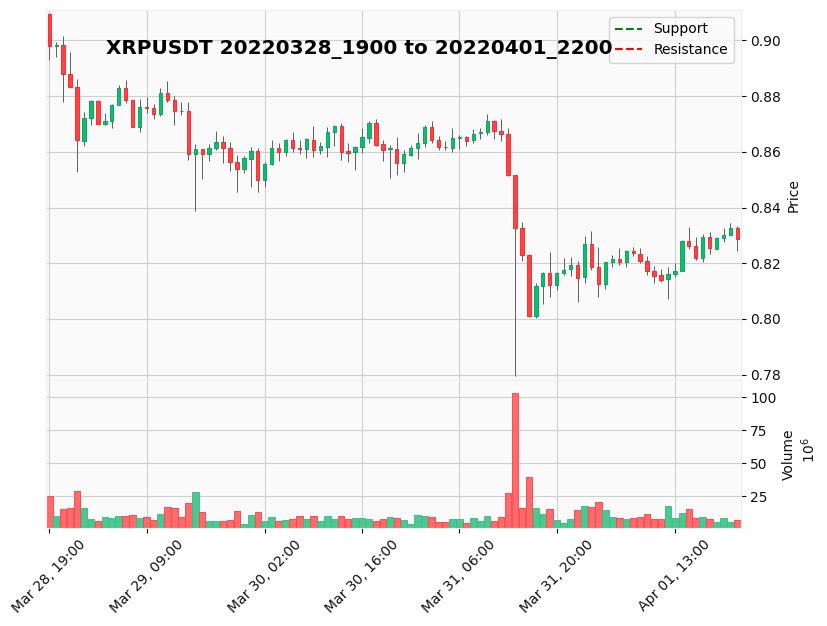 XRPUSDT 20220328_1900 to 20220401_2200
Support
Resistance
0.90
0.88
0.86
0.84
0.82
0.80
0.78
Price
100
75
50
25
Volume
10^6
Mar 28, 19:00
Mar 29, 09:00
Mar 30, 02:00
Mar 30, 16:00
Mar 31, 06:00
Mar 31, 20:00
Apr 01, 13:00